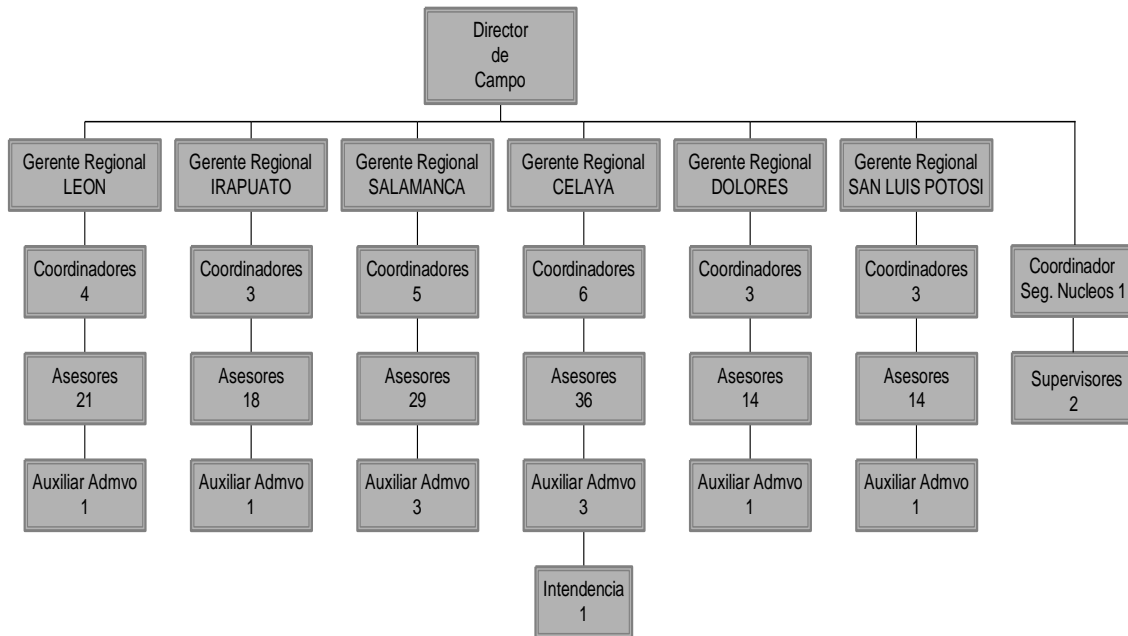 Director
de
Campo
Gerente Regional
LEON
Gerente Regional
IRAPUATO
Gerente Regional
SALAMANCA
Gerente Regional
CELAYA
Gerente Regional
DOLORES
Gerente Regional
SAN LUIS POTOSI
Coordinadores
4
Coordinadores
3
Coordinadores
5
Coordinadores
6
Coordinadores
3
Coordinadores
3
Coordinador
Seg. Nucleos 1
Asesores
21
Asesores
18
Asesores
29
Asesores
36
Asesores
14
Asesores
14
Supervisores
2
Auxiliar Admvo
1
Auxiliar Admvo
1
Auxiliar Admvo
3
Auxiliar Admvo
3
Auxiliar Admvo
1
Auxiliar Admvo
1
Intendencia
1